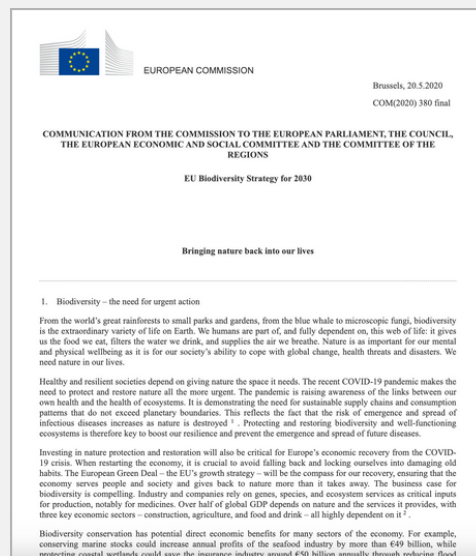 EUROPEAN COMMISSION
Brussels, 20.5.2020
COM(2020) 380 final
COMMUNICATION FROM THE COMMISSION TO THE EUROPEAN PARLIAMENT, THE COUNCIL,
THE EUROPEAN ECONOMIC AND SOCIAL COMMITTEE AND THE COMMITTEE OF THE
REGIONS
EU Biodiversity Strategy for 2030
Bringing nature back into our lives
1. Biodiversity – the need for urgent action
From the world's great rainforests to small parks and gardens, from the blue whale to microscopic fungi, biodiversity
is the extraordinary variety of life on Earth. We humans are part of, and fully dependent on, this web of life: it gives
us the food we eat, filters the water we drink, and supplies the air we breathe. Nature is as important for our mental
and physical wellbeing as it is for our society's ability to cope with global change, health threats and disasters. We
need nature in our lives.
Healthy and resilient societies depend on giving nature the space it needs. The recent COVID-19 pandemic makes the
need to protect and restore nature all the more urgent. The pandemic is raising awareness of the links between our
own health and the health of ecosystems. It is demonstrating the need for sustainable supply chains and consumption
patterns that do not exceed planetary boundaries. This reflects the fact that the risk of emergence and spread of
infectious diseases increases as nature is destroyed 1 . Protecting and restoring biodiversity and well-functioning
ecosystems is therefore key to boost our resilience and prevent the emergence and spread of future diseases.
Investing in nature protection and restoration will also be critical for Europe's economic recovery from the COVID-
19 crisis. When restarting the economy, it is crucial to avoid falling back and locking ourselves into damaging old
habits. The European Green Deal – the EU's growth strategy – will be the compass for our recovery, ensuring that the
economy serves people and society and gives back to nature more than it takes away. The business case for
biodiversity is compelling. Industry and companies rely on genes, species, and ecosystem services as critical inputs
for production, notably for medicines. Over half of global GDP depends on nature and the services it provides, with
three key economic sectors – construction, agriculture, and food and drink – all highly dependent on it 2 .
Biodiversity conservation has potential direct economic benefits for many sectors of the economy. For example,
conserving marine stocks could increase annual profits of the seafood industry by more than €49 billion, while
protecting coastal wetlands could save the insurance industry around €50 billion annually through reducing flood